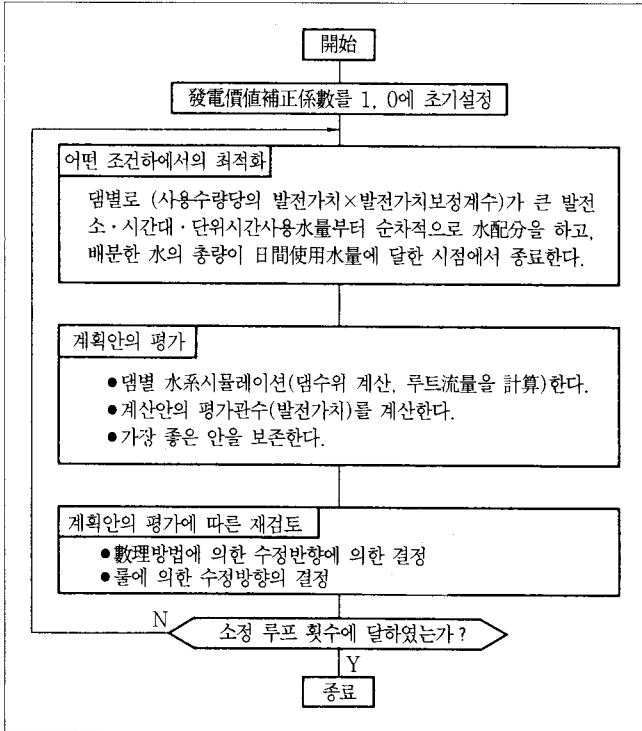 開始
發電價値補正係數를 1, 0에 초기설정
어떤 조건하에서의 최적화
댐별로 (사용수량당의 발전가치×발전가치보정계수)가 큰 발전
소·시간대·단위시간사용水量부터 순차적으로 水配分을 하고,
배분한 水의 총량이 日間使用水量에 달한 시점에서 종료한다.
계획안의 평가
●댐별 水系시뮬레이션(댐수위 계산, 루트流量을 計算)한다.
●계산안의 평가관수(발전가치)를 계산한다.
●가장 좋은 안을 보존한다.
계획안의 평가에 따른 재검토
●數理방법에 의한 수정반향에 의한 결정
●룰에 의한 수정방향의 결정
N
소정 루프 횟수에 달하였는가?
Y
종료